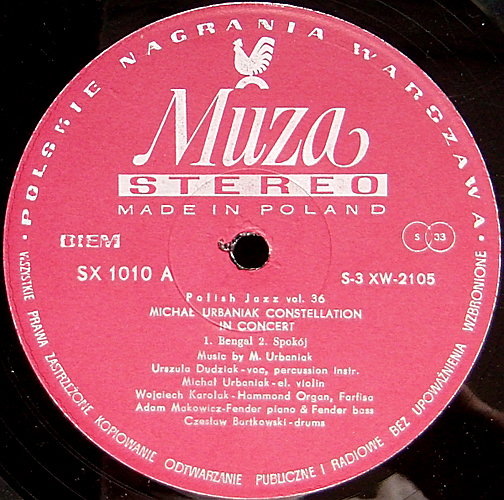 POLSKIE NAGRANIA WARSZAWA
Muza
STEREO
MADE IN POLAND
BIEM
S 33
SX 1010 A
S-3 XW-2105
Polish Jazz vol. 36
MICHAŁ URBANIAK CONSTELLATION
IN CONCERT
1. Bengal 2. Spokój
Music by M. Urbaniak
Urszula Dudziak-voc, percussion instr.
Michał Urbaniak-el. violin
Wojciech Karolak-Hammond Organ, Farfisa
Adam Makowicz-Fender piano & Fender bass
Czesław Bartkowski-drums
WSZYSTKIE PRAWA ZASTRZEŻONE KOPIOWANIE ODTWARZANIE PUBLICZNE I RADIOWE BEZ UPOWAŻNIENIA WZBRONIONE